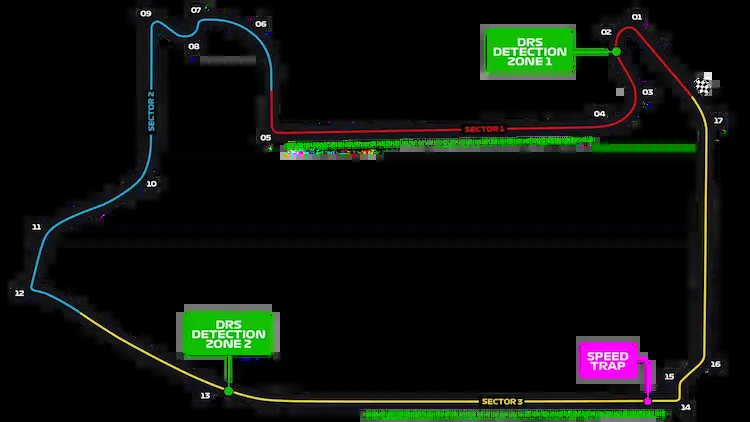 09
07
06
08
02
01
DRS
DETECTION
ZONE 1
SECTOR 2
03
04
17
SECTOR 1
05
10
11
12
DRS
DETECTION
ZONE 2
SPEED
TRAP
16
15
13
SECTOR 3
14